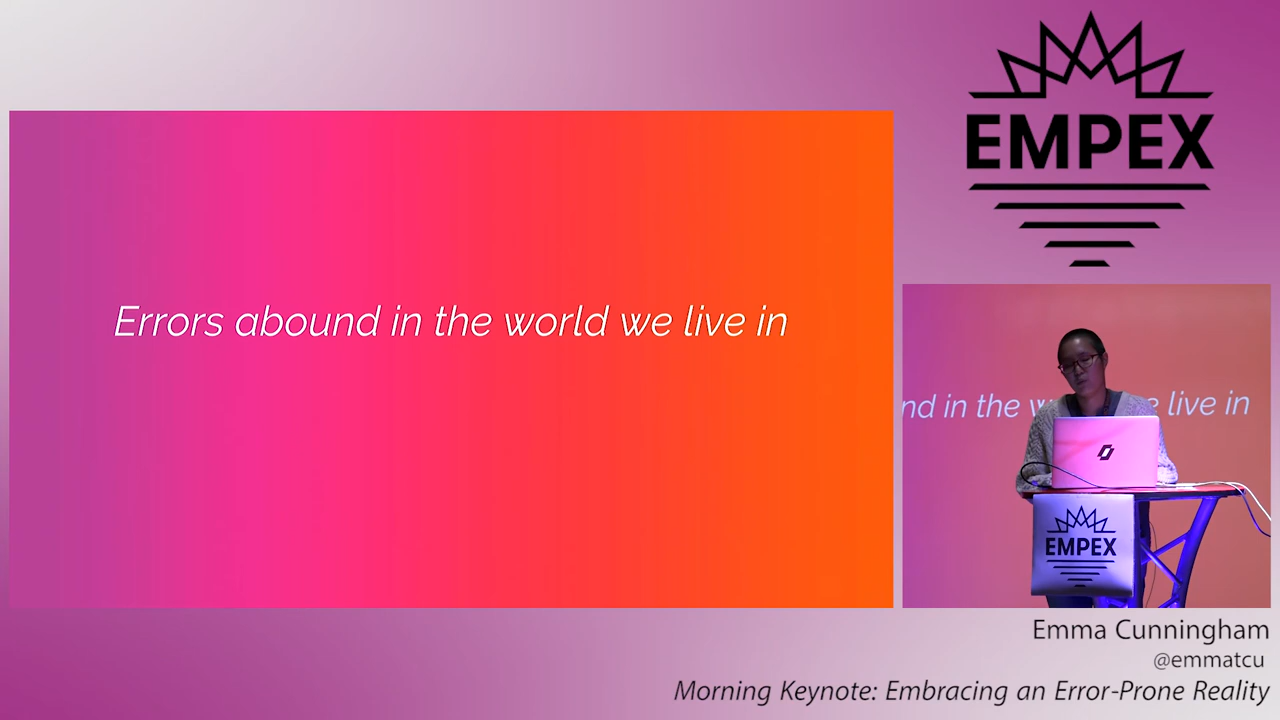 EMPEX
Errors abound in the world we live in
nd in the w e live in
EMPEX
Emma Cunningham
@emmatcu
Morning Keynote: Embracing an Error-Prone Reality